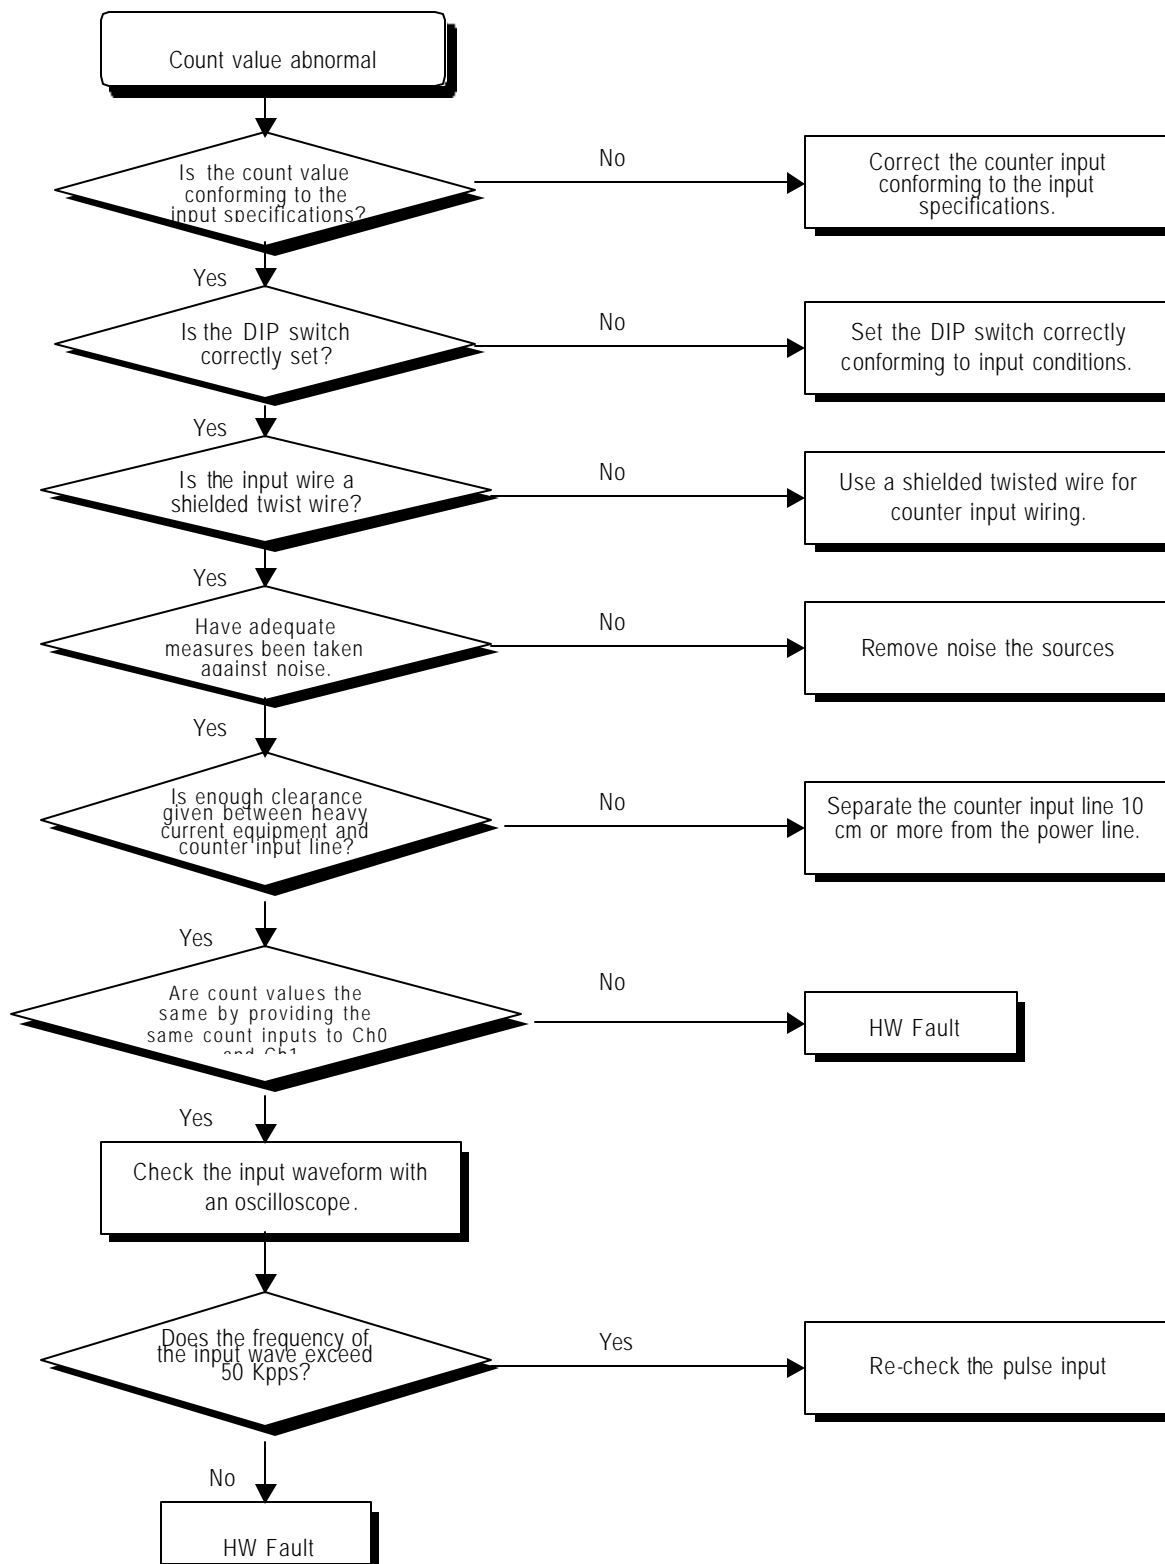 Count value abnormal
Is the count value
conforming to the
input specifications?
No
Correct the counter input
conforming to the input
specifications.
Yes
Is the DIP switch
correctly set?
No
Set the DIP switch correctly
conforming to input conditions.
Yes
Is the input wire a
shielded twist wire?
No
Use a shielded twisted wire for
counter input wiring.
Yes
Have adequate
measures been taken
against noise.
No
Remove noise the sources
Yes
Is enough clearance
given between heavy
current equipment and
counter input line?
No
Separate the counter input line 10
cm or more from the power line.
Yes
Are count values the
same by providing the
same count inputs to Ch0
and Ch1
No
HW Fault
Yes
Check the input waveform with
an oscilloscope.
Does the frequency of
the input wave exceed
50 Kpps?
Yes
Re-check the pulse input
No
HW Fault